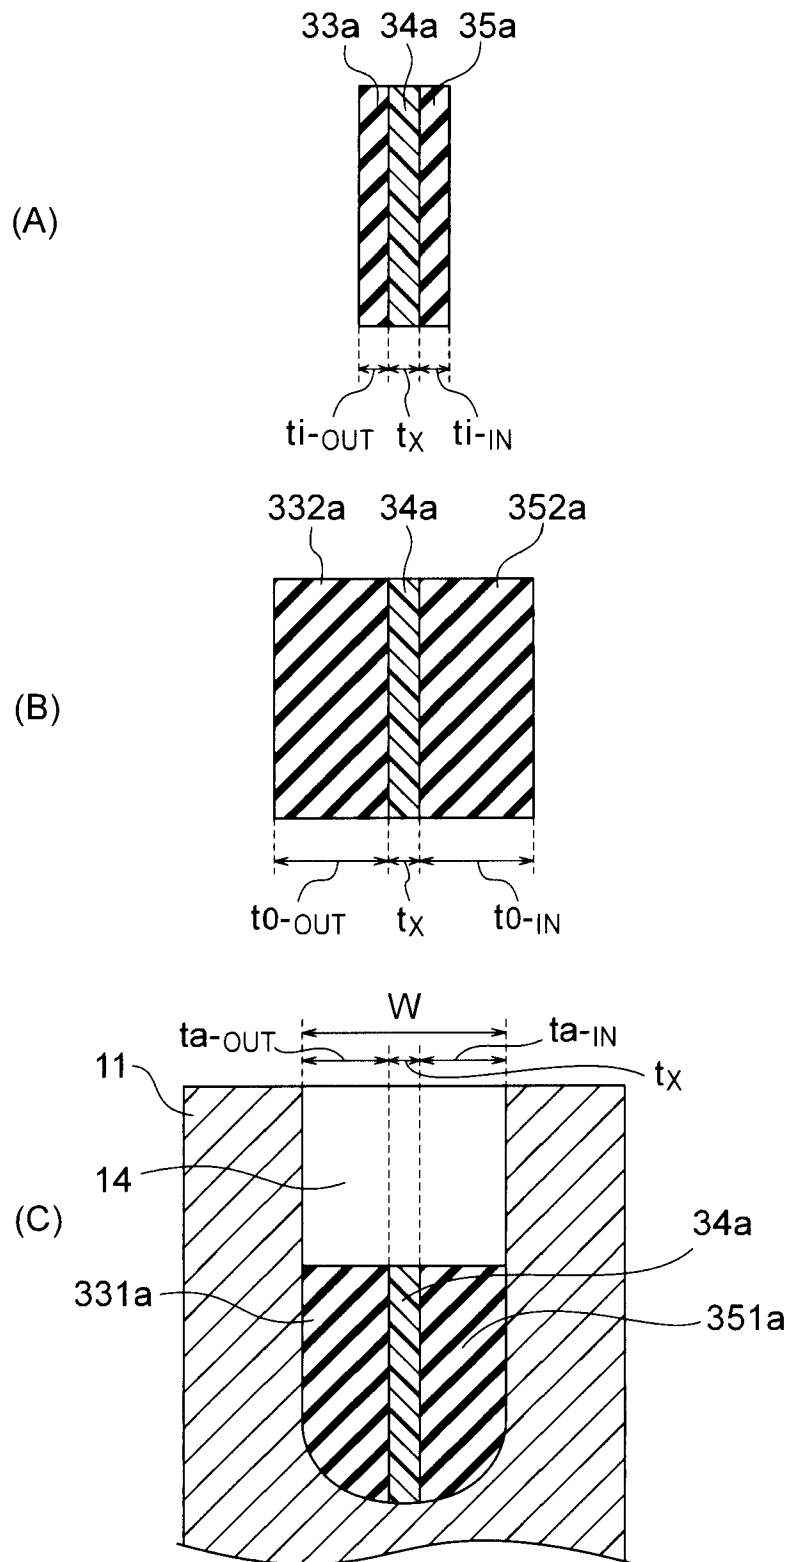 33a 34a 35a
(A)
ti-OUT tX ti-IN
332a 34a 352a
(B)
t0-OUT tX t0-IN
W
ta-OUT ta-IN
11 tX
14
(C)
34a
331a 351a